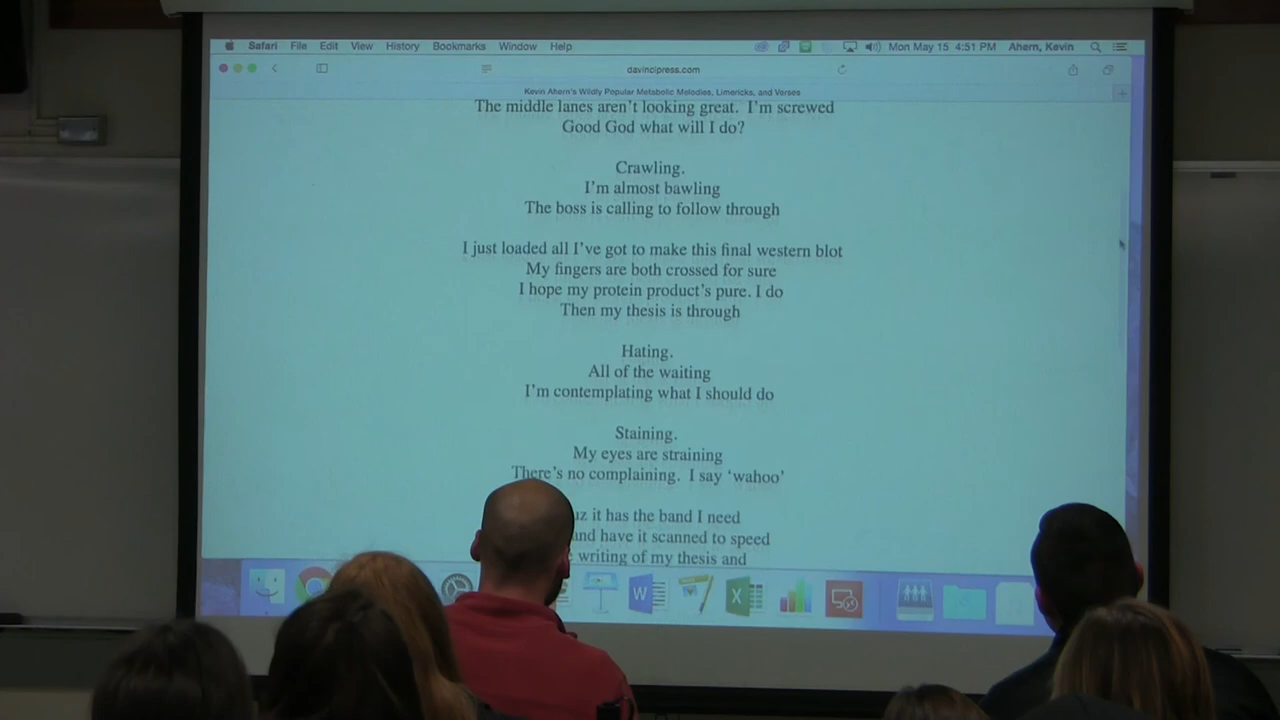 Safari File Edit View History Bookmarks Window Help Mon May 15 4:51 PM Ahern, Kevin
davincipress.com
Kevin Ahern's Wildly Popular Metabolic Melodies, Limericks, and Verses
The middle lanes aren't looking great. I'm screwed
Good God what will I do?
Crawling.
I'm almost bawling
The boss is calling to follow through
I just loaded all I've got to make this final western blot
My fingers are both crossed for sure
I hope my protein product's pure. I do
Then my thesis is through
Hating.
All of the waiting
I'm contemplating what I should do
Staining.
My eyes are straining
There's no complaining. I say 'wahoo'
uz it has the band I need
and have it scanned to speed
writing of my thesis and
W
X